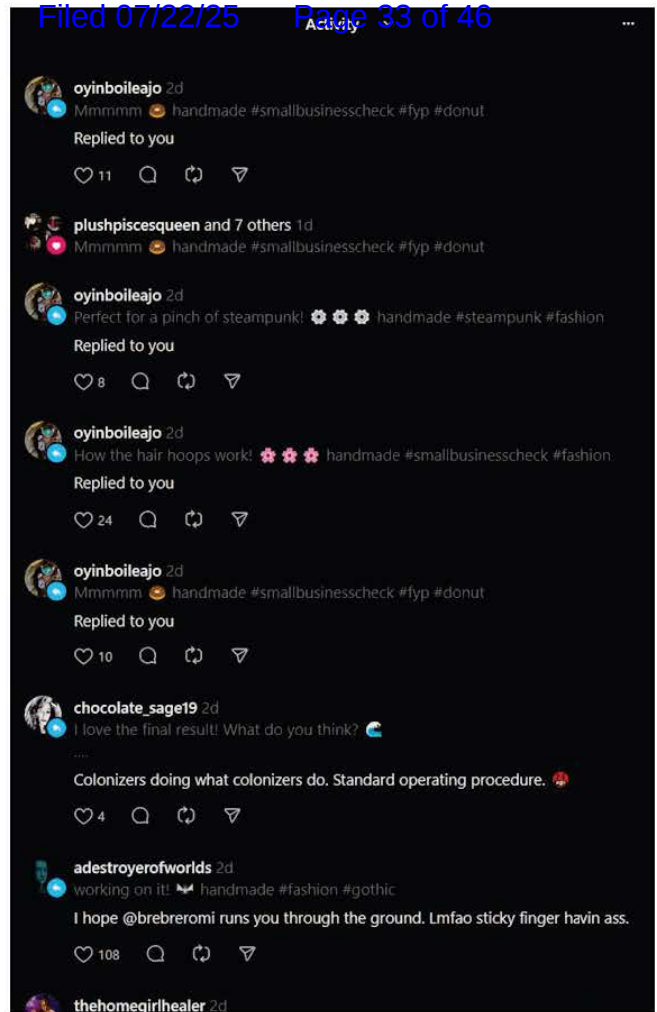 Filed 07/22/25 Page 33 of 46
Activity
oyinboileajo 2d
Mmmmm 🍩 handmade #smallbusinesscheck #fyp #donut
Replied to you
11
plushpiscesqueen and 7 others 1d
Mmmmm 🍩 handmade #smallbusinesscheck #fyp #donut
oyinboileajo 2d
Perfect for a pinch of steampunk! ⚙️ ⚙️ ⚙️ handmade #steampunk #fashion
Replied to you
8
oyinboileajo 2d
How the hair hoops work! 🌸 🌸 🌸 handmade #smallbusinesscheck #fashion
Replied to you
24
oyinboileajo 2d
Mmmmm 🍩 handmade #smallbusinesscheck #fyp #donut
Replied to you
10
chocolate_sage19 2d
I love the final result! What do you think? 🌊
....
Colonizers doing what colonizers do. Standard operating procedure.
4
adestroyerofworlds 2d
working on it! 🦇 handmade #fashion #gothic
I hope @brebreromi runs you through the ground. Lmfao sticky finger havin ass.
108
thehomegirlhealer 2d